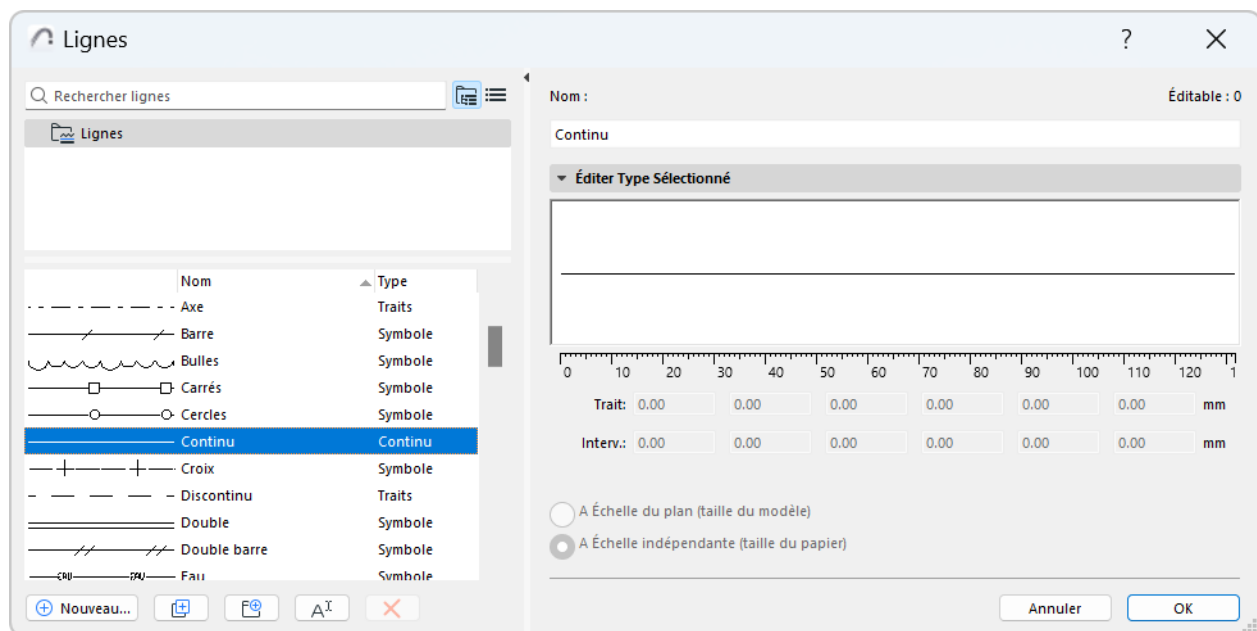 Lignes
?
Rechercher lignes
Lignes
Nom Type
Axe Traits
Barre Symbole
Bulles Symbole
Carrés Symbole
Cercles Symbole
Continu Continu
Croix Symbole
Discontinu Traits
Double Symbole
Double barre Symbole
Eau Symbole
Nouveau...
Nom :
Éditable : 0
Continu
Éditer Type Sélectionné
0 10 20 30 40 50 60 70 80 90 100 110 120 1
Trait: 0.00 0.00 0.00 0.00 0.00 0.00 mm
Interv.: 0.00 0.00 0.00 0.00 0.00 0.00 mm
A Échelle du plan (taille du modèle)
A Échelle indépendante (taille du papier)
Annuler
OK